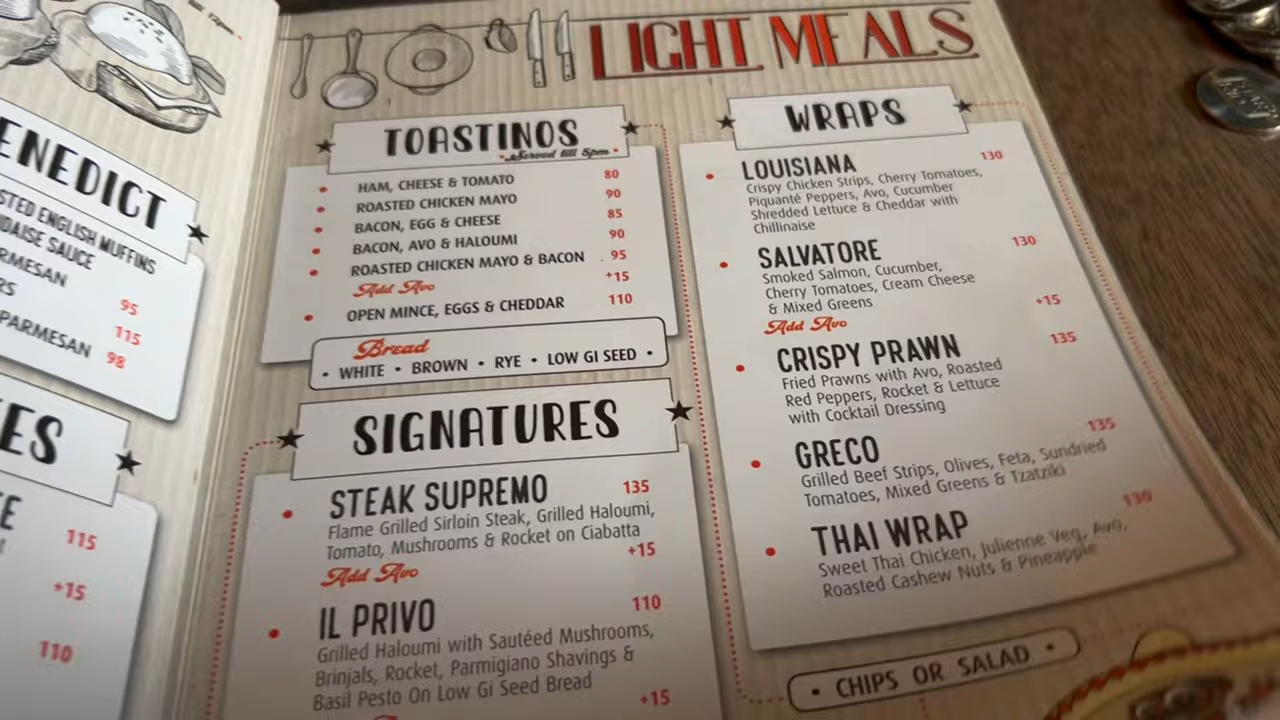 ENEDICT
STED ENGLISH MUFFINS
DAISE SAUCE
RMESAN 95
RS 115
PARMESAN 98
ES
E 115
+15
110
LIGHT MEALS
TOASTINOS
Served till 5pm
HAM, CHEESE & TOMATO 80
ROASTED CHICKEN MAYO 90
BACON, EGG & CHEESE 85
BACON, AVO & HALOUMI 90
ROASTED CHICKEN MAYO & BACON 95
Add Avo +15
OPEN MINCE, EGGS & CHEDDAR 110
Bread
• WHITE • BROWN • RYE • LOW GI SEED •
SIGNATURES
STEAK SUPREMO 135
Flame Grilled Sirloin Steak, Grilled Haloumi,
Tomato, Mushrooms & Rocket on Ciabatta
Add Avo +15
IL PRIVO 110
Grilled Haloumi with Sautéed Mushrooms,
Brinjals, Rocket, Parmigiano Shavings &
Basil Pesto On Low Gi Seed Bread
+15
WRAPS
LOUISIANA 130
Crispy Chicken Strips, Cherry Tomatoes,
Piquanté Peppers, Avo, Cucumber
Shredded Lettuce & Cheddar with
Chillinaise
SALVATORE 130
Smoked Salmon, Cucumber,
Cherry Tomatoes, Cream Cheese
& Mixed Greens
Add Avo +15
CRISPY PRAWN 135
Fried Prawns with Avo, Roasted
Red Peppers, Rocket & Lettuce
with Cocktail Dressing
GRECO 135
Grilled Beef Strips, Olives, Feta, Sundried
Tomatoes, Mixed Greens & Tzatziki
THAI WRAP 130
Sweet Thai Chicken, Julienne Veg, Avo,
Roasted Cashew Nuts & Pineapple
• CHIPS OR SALAD •